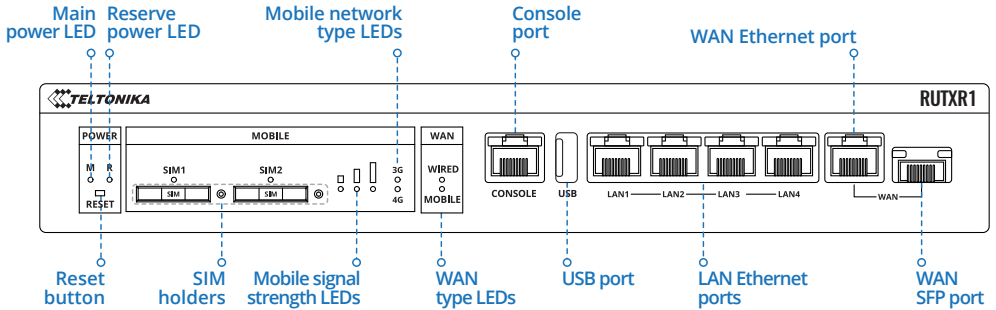 Main power LED
Reserve power LED
Mobile network type LEDs
Console port
WAN Ethernet port
TELTONIKA
RUTXR1
POWER
MOBILE
WAN
M R
SIM1
SIM2
3G
WIRED
SIM
SIM
4G
MOBILE
RESET
CONSOLE
USB
LAN1
LAN2
LAN3
LAN4
WAN
Reset button
SIM holders
Mobile signal strength LEDs
WAN type LEDs
USB port
LAN Ethernet ports
WAN SFP port